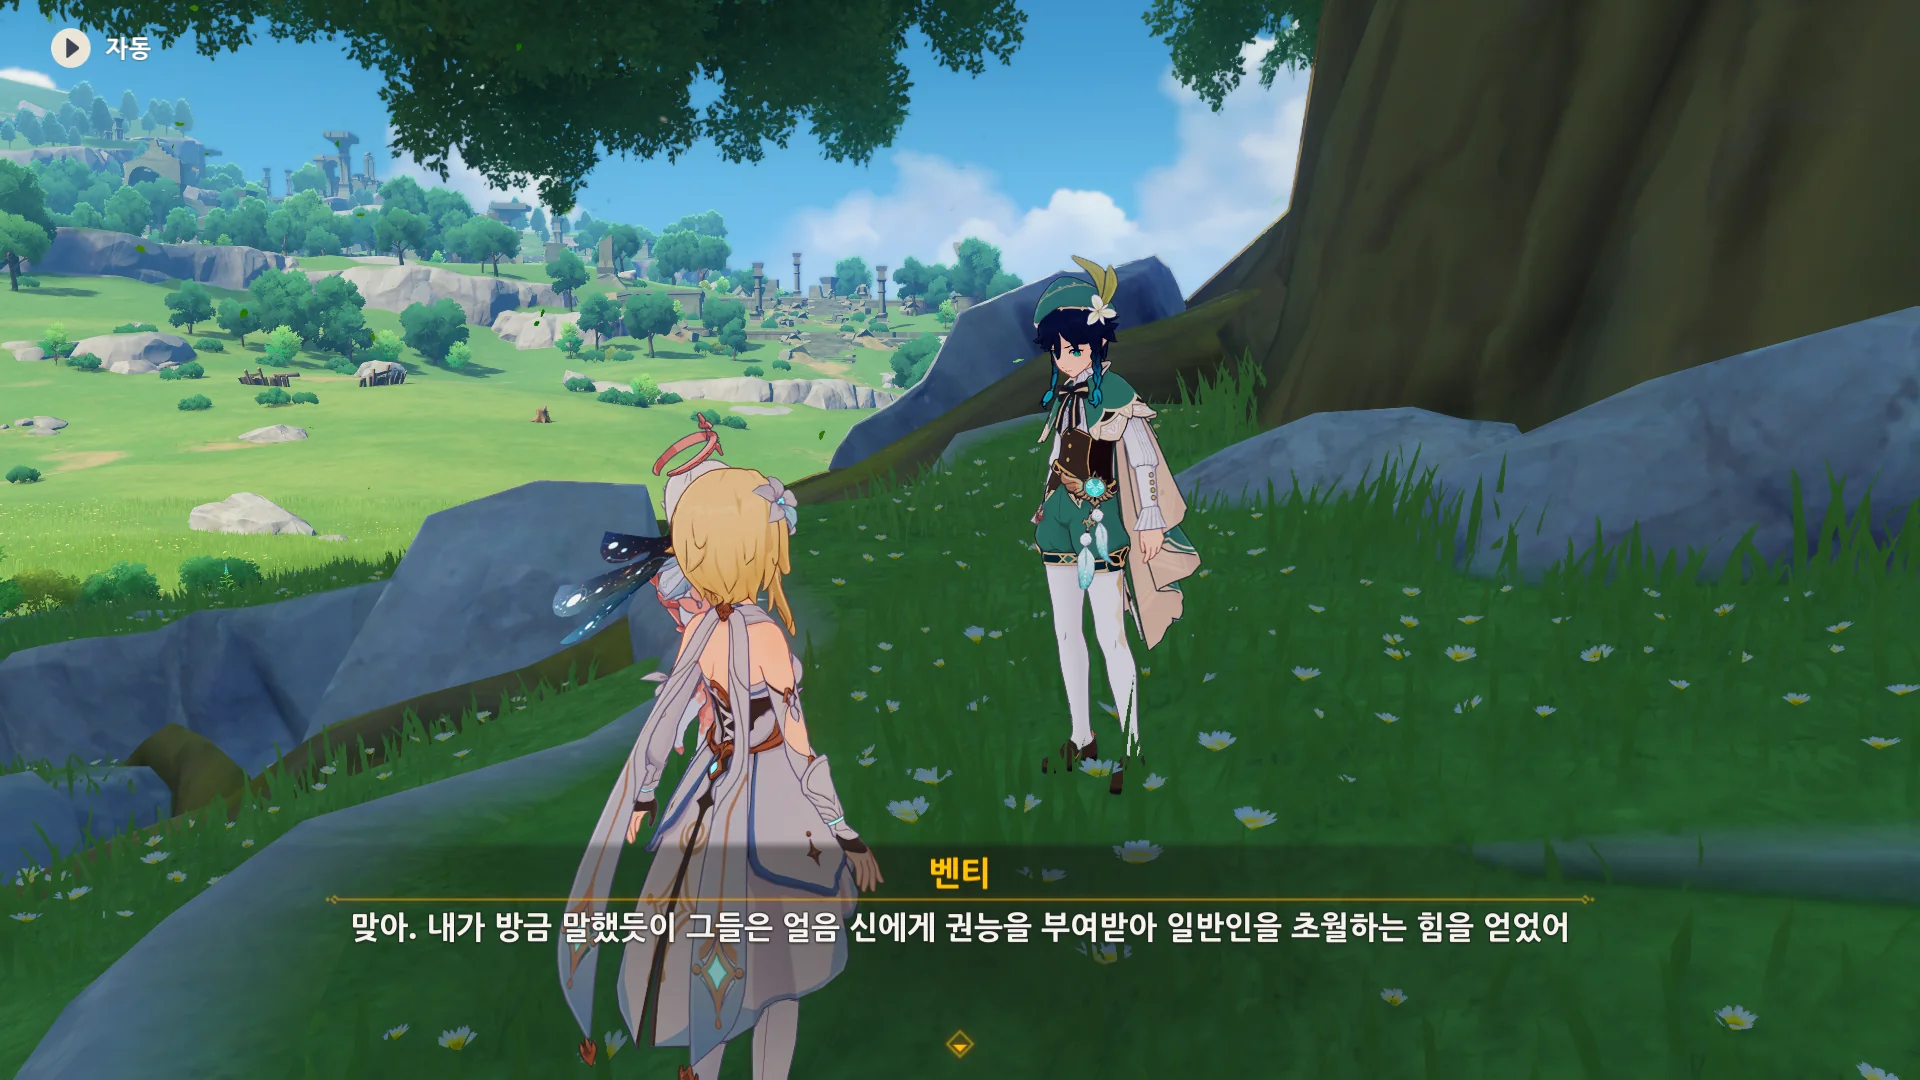 자동
벤티
맞아. 내가 방금 말했듯이 그들은 얼음 신에게 권능을 부여받아 일반인을 초월하는 힘을 얻었어